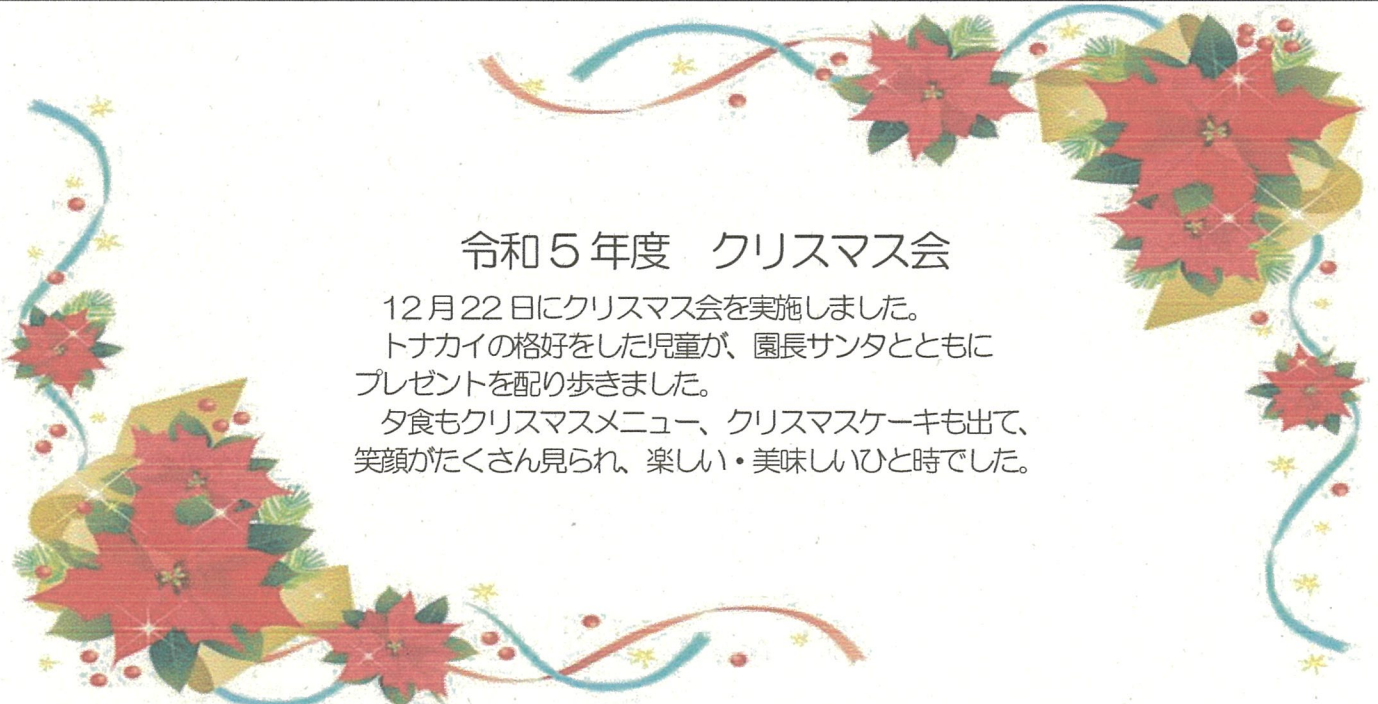 令和5年度　クリスマス会
　12月22日にクリスマス会を実施しました。
　トナカイの格好をした児童が、園長サンタとともに
プレゼントを配り歩きました。
　夕食もクリスマスメニュー、クリスマスケーキも出て、
笑顔がたくさん見られ、楽しい・美味しいひと時でした。